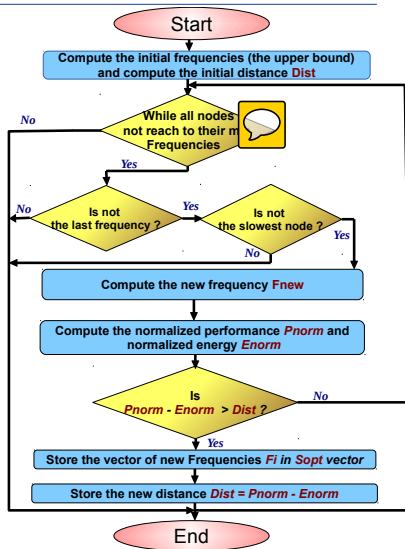 Start
Compute the initial frequencies (the upper bound)
and compute the initial distance Dist
While all nodes
not reach to their m
Frequencies
No
Yes
No
Is not
the last frequency ?
Yes
Is not
the slowest node ?
Yes
No
Compute the new frequency Fnew
Compute the normalized performance Pnorm and
normalized energy Enorm
Is
Pnorm - Enorm > Dist ?
No
Yes
Store the vector of new Frequencies Fi in Sopt vector
Store the new distance Dist = Pnorm - Enorm
End